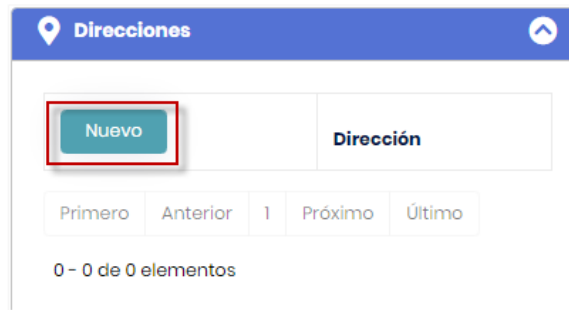 Direcciones
Nuevo Dirección
Primero Anterior 1 Próximo Último
0 - 0 de 0 elementos